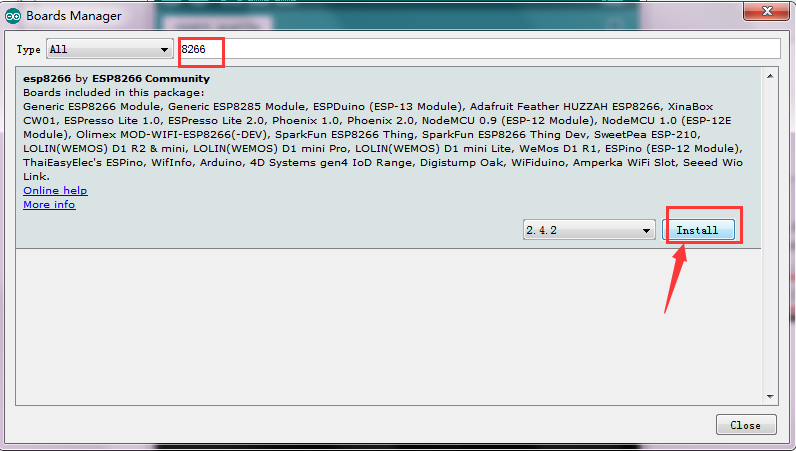 Boards Manager
Type All 8266
esp8266 by ESP8266 Community
Boards included in this package:
Generic ESP8266 Module, Generic ESP8285 Module, ESPDuino (ESP-13 Module), Adafruit Feather HUZZAH ESP8266, XinaBox
CW01, ESPresso Lite 1.0, ESPresso Lite 2.0, Phoenix 1.0, Phoenix 2.0, NodeMCU 0.9 (ESP-12 Module), NodeMCU 1.0 (ESP-12E
Module), Olimex MOD-WIFI-ESP8266(-DEV), SparkFun ESP8266 Thing, SparkFun ESP8266 Thing Dev, SweetPea ESP-210,
LOLIN(WEMOS) D1 R2 & mini, LOLIN(WEMOS) D1 mini Pro, LOLIN(WEMOS) D1 mini Lite, WeMos D1 R1, ESPino (ESP-12 Module),
ThaiEasyElec's ESPino, WifInfo, Arduino, 4D Systems gen4 IoD Range, Digistump Oak, WiFiduino, Amperka WiFi Slot, Seeed Wio
Link.
Online help
More info
2.4.2 Install
Close